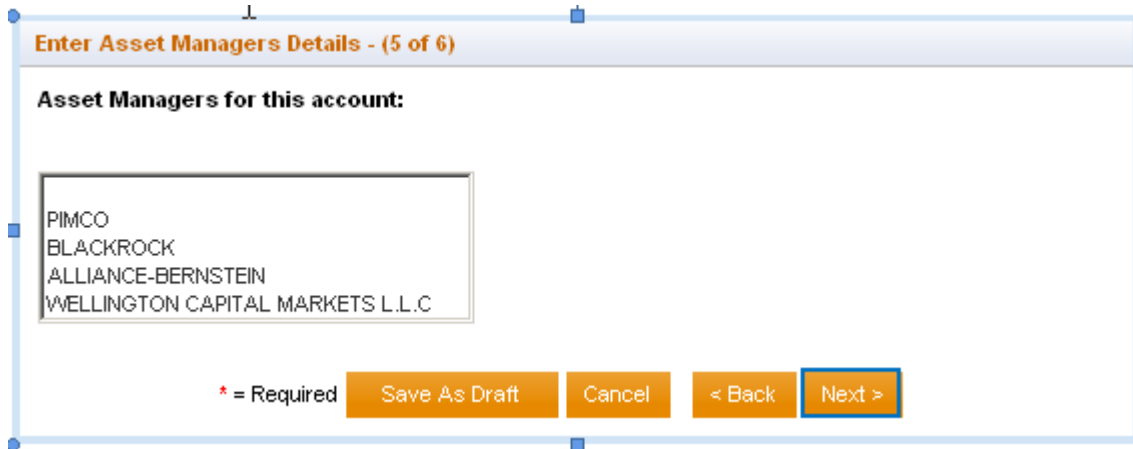 Enter Asset Managers Details - (5 of 6)
Asset Managers for this account:
PIMCO
BLACKROCK
ALLIANCE-BERNSTEIN
WELLINGTON CAPITAL MARKETS L.L.C
* = Required Save As Draft Cancel < Back Next >